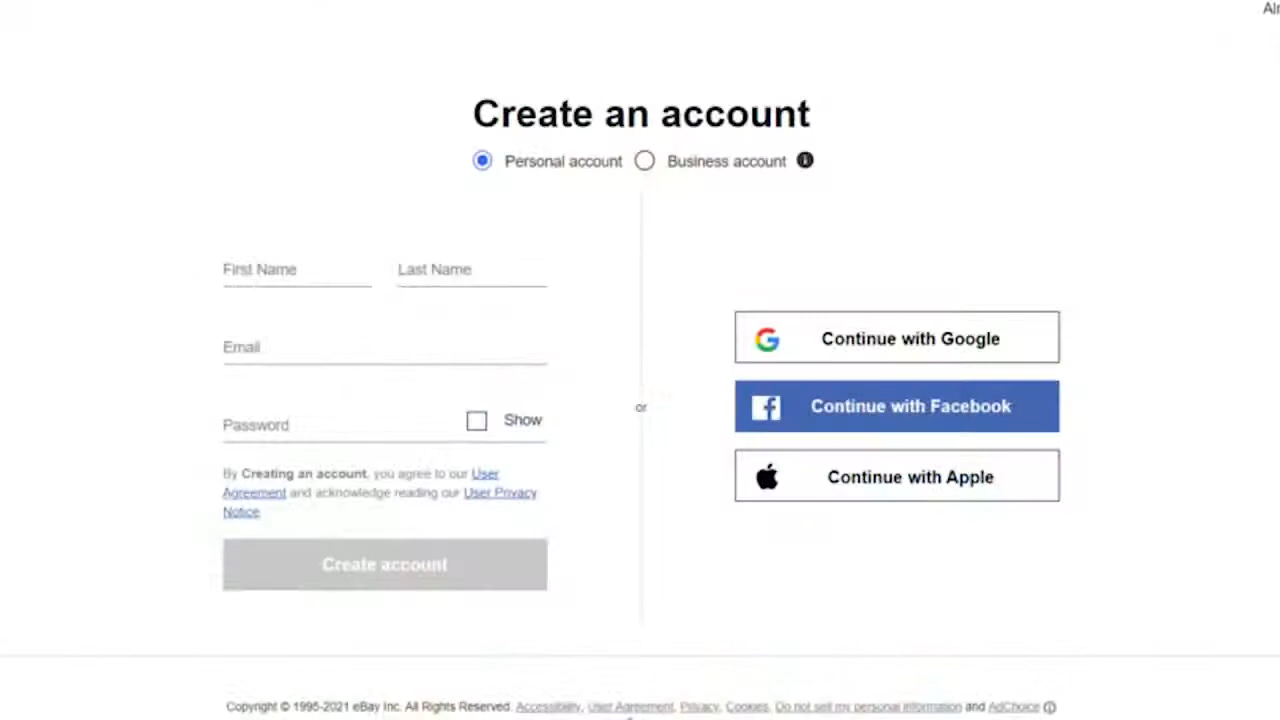 Create an account
Personal account Business account
First Name Last Name
Email
Password Show
By Creating an account, you agree to our User
Agreement and acknowledge reading our User Privacy
Notice
Create account
or
Continue with Google
Continue with Facebook
Continue with Apple
Copyright © 1995-2021 eBay Inc. All Rights Reserved. Accessibility, User Agreement, Privacy, Cookies, Do not sell my personal information and AdChoice